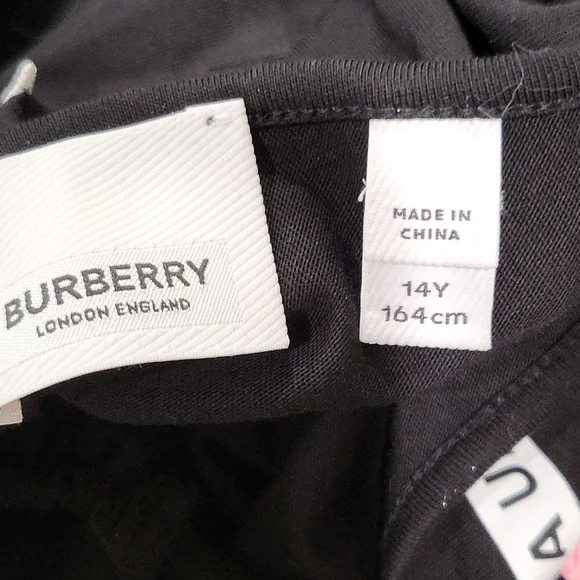 BURBERRY
LONDON ENGLAND
MADE IN
CHINA
14Y
164cm
A U